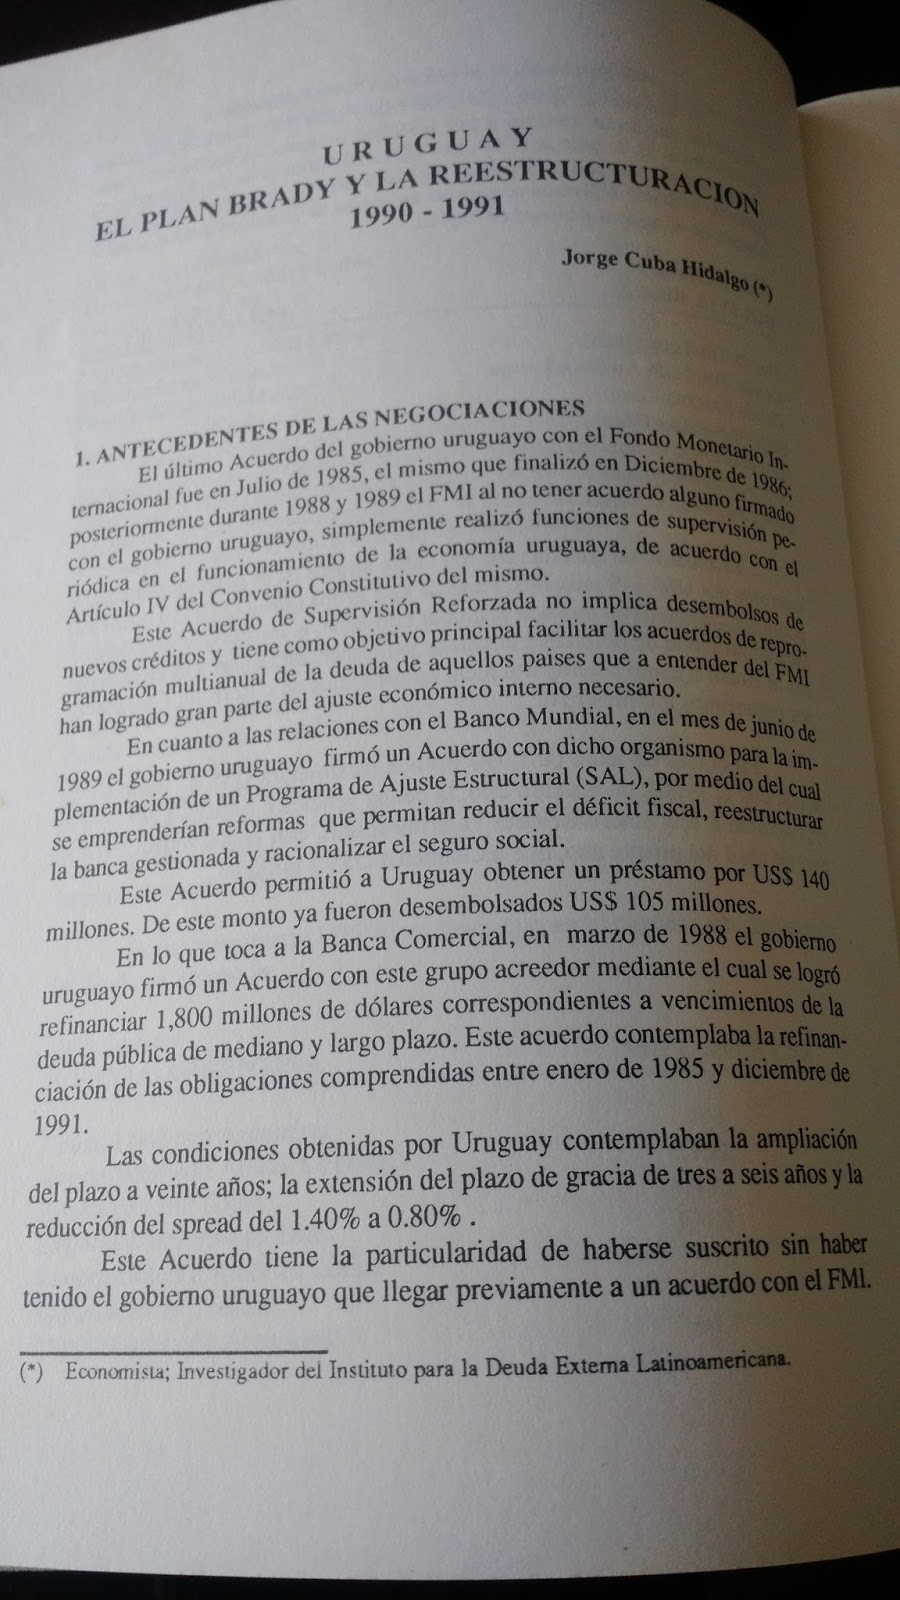 URUGUAY
EL PLAN BRADY Y LA REESTRUCTURACION
1990 - 1991
Jorge Cuba Hidalgo (*)
1. ANTECEDENTES DE LAS NEGOCIACIONES
El último Acuerdo del gobierno uruguayo con el Fondo Monetario In-
ternacional fue en Julio de 1985, el mismo que finalizó en Diciembre de 1986;
posteriormente durante 1988 y 1989 el FMI al no tener acuerdo alguno firmado
con el gobierno uruguayo, simplemente realizó funciones de supervisión pe-
riódica en el funcionamiento de la economía uruguaya, de acuerdo con el
Artículo IV del Convenio Constitutivo del mismo.
Este Acuerdo de Supervisión Reforzada no implica desembolsos de
nuevos créditos y tiene como objetivo principal facilitar los acuerdos de repro-
gramación multianual de la deuda de aquellos paises que a entender del FMI
han logrado gran parte del ajuste económico interno necesario.
En cuanto a las relaciones con el Banco Mundial, en el mes de junio de
1989 el gobierno uruguayo firmó un Acuerdo con dicho organismo para la im-
plementación de un Programa de Ajuste Estructural (SAL), por medio del cual
se emprenderían reformas que permitan reducir el déficit fiscal, reestructurar
la banca gestionada y racionalizar el seguro social.
Este Acuerdo permitió a Uruguay obtener un préstamo por US$ 140
millones. De este monto ya fueron desembolsados US$ 105 millones.
En lo que toca a la Banca Comercial, en marzo de 1988 el gobierno
uruguayo firmó un Acuerdo con este grupo acreedor mediante el cual se logró
refinanciar 1,800 millones de dólares correspondientes a vencimientos de la
deuda pública de mediano y largo plazo. Este acuerdo contemplaba la refinan-
ciación de las obligaciones comprendidas entre enero de 1985 y diciembre de
1991.
Las condiciones obtenidas por Uruguay contemplaban la ampliación
del plazo a veinte años; la extensión del plazo de gracia de tres a seis años y la
reducción del spread del 1.40% a 0.80% .
Este Acuerdo tiene la particularidad de haberse suscrito sin haber
tenido el gobierno uruguayo que llegar previamente a un acuerdo con el FMI.
(*) Economista; Investigador del Instituto para la Deuda Externa Latinoamericana.